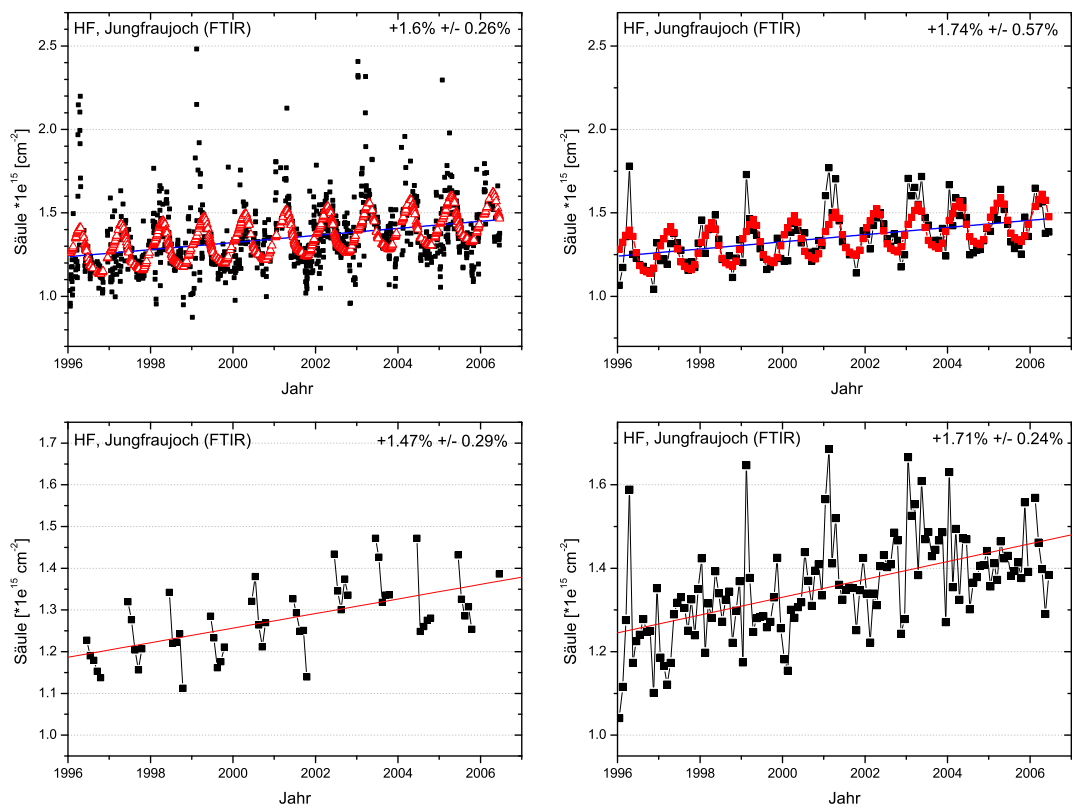 HF, Jungfraujoch (FTIR) +1.6% +/- 0.26%
2.5
2.0
1.5
1.0
Säule *1e¹⁵ [cm⁻²]
1996 1998 2000 2002 2004 2006
Jahr
HF, Jungfraujoch (FTIR) +1.74% +/- 0.57%
2.5
2.0
1.5
1.0
Säule *1e¹⁵ [cm⁻²]
1996 1998 2000 2002 2004 2006
Jahr
HF, Jungfraujoch (FTIR) +1.47% +/- 0.29%
1.7
1.6
1.5
1.4
1.3
1.2
1.1
1.0
Säule [*1e¹⁵ cm⁻²]
1996 1998 2000 2002 2004 2006
Jahr
HF, Jungfraujoch (FTIR) +1.71% +/- 0.24%
1.6
1.4
1.2
1.0
Säule [*1e¹⁵ cm⁻²]
1996 1998 2000 2002 2004 2006
Jahr